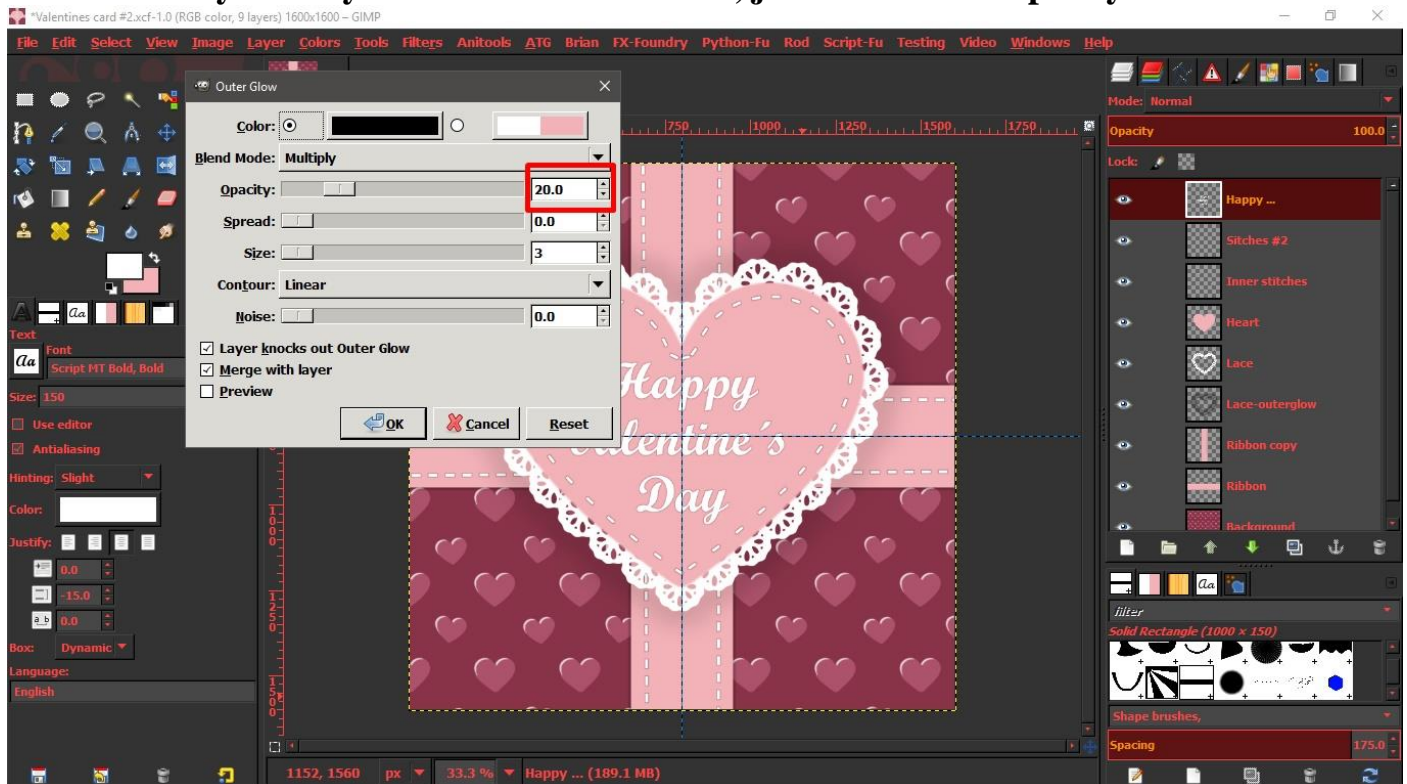 *Valentines card #2.xcf-1.0 (RGB color, 9 layers) 1600x1600 – GIMP
File Edit Select View Image Layer Colors Tools Filters Anitools ATG Brian FX-Foundry Python-Fu Rod Script-Fu Testing Video Windows Help
Outer Glow
Color:
Blend Mode: Multiply
Opacity: 20.0
Spread: 0.0
Size: 3
Contour: Linear
Noise: 0.0
Layer knocks out Outer Glow
Merge with layer
Preview
OK Cancel Reset
Text
Font
Script MT Bold, Bold
Size: 150
Use editor
Antialiasing
Hinting: Slight
Color:
Justify:
0.0
-15.0
0.0
Box: Dynamic
Language:
English
750 1000 1250 1500 1750
1000
1250
1500
Happy
Valentine´s
Day
Mode: Normal
Opacity 100.0
Lock:
Happy ...
Sitches #2
Inner stitches
Heart
Lace
Lace-outerglow
Ribbon copy
Ribbon
Background
filter
Solid Rectangle (1000 × 150)
Shape brushes,
Spacing 175.0
1152, 1560 px 33.3 % Happy ... (189.1 MB)